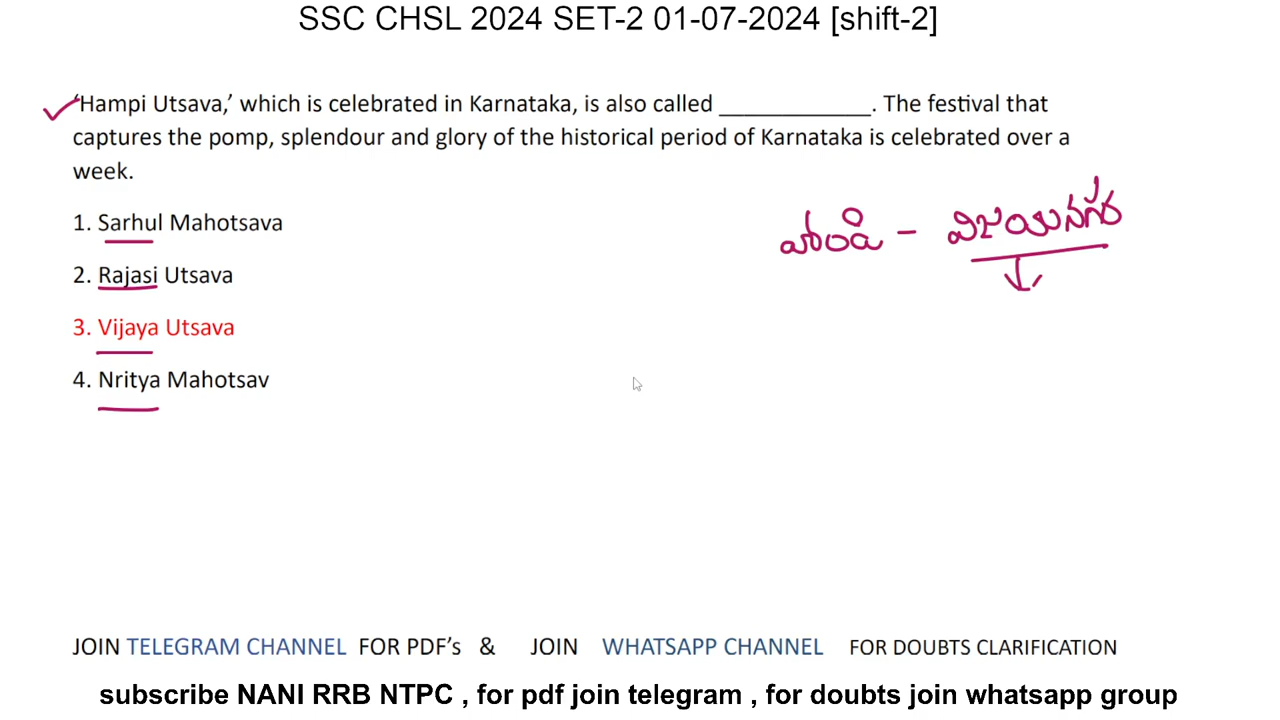 SSC CHSL 2024 SET-2 01-07-2024 [shift-2]
‘Hampi Utsava,’ which is celebrated in Karnataka, is also called ____________. The festival that
captures the pomp, splendour and glory of the historical period of Karnataka is celebrated over a
week.
1. Sarhul Mahotsava
2. Rajasi Utsava
3. Vijaya Utsava
4. Nritya Mahotsav
JOIN TELEGRAM CHANNEL FOR PDF’s & JOIN WHATSAPP CHANNEL FOR DOUBTS CLARIFICATION
subscribe NANI RRB NTPC , for pdf join telegram , for doubts join whatsapp group